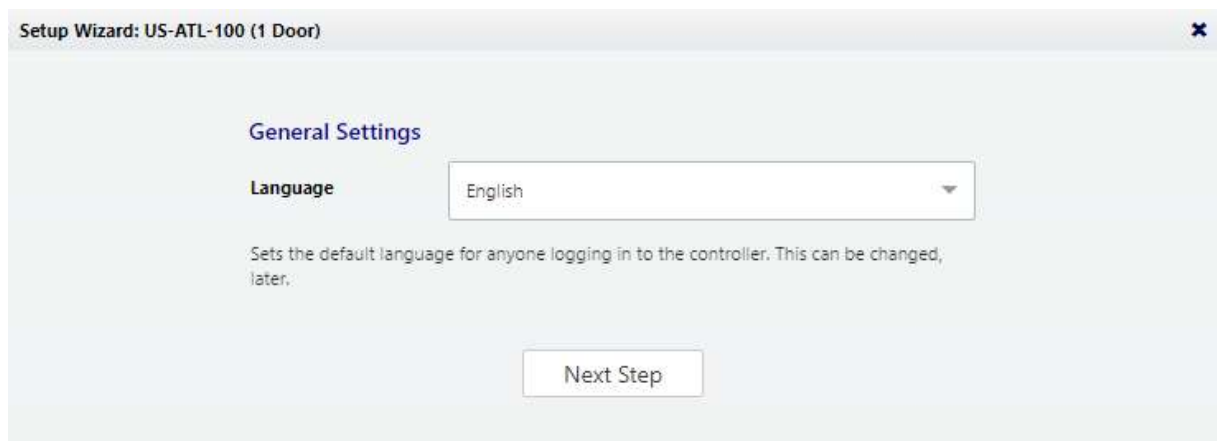 Setup Wizard: US-ATL-100 (1 Door)
General Settings
Language
English
Sets the default language for anyone logging in to the controller. This can be changed,
later.
Next Step